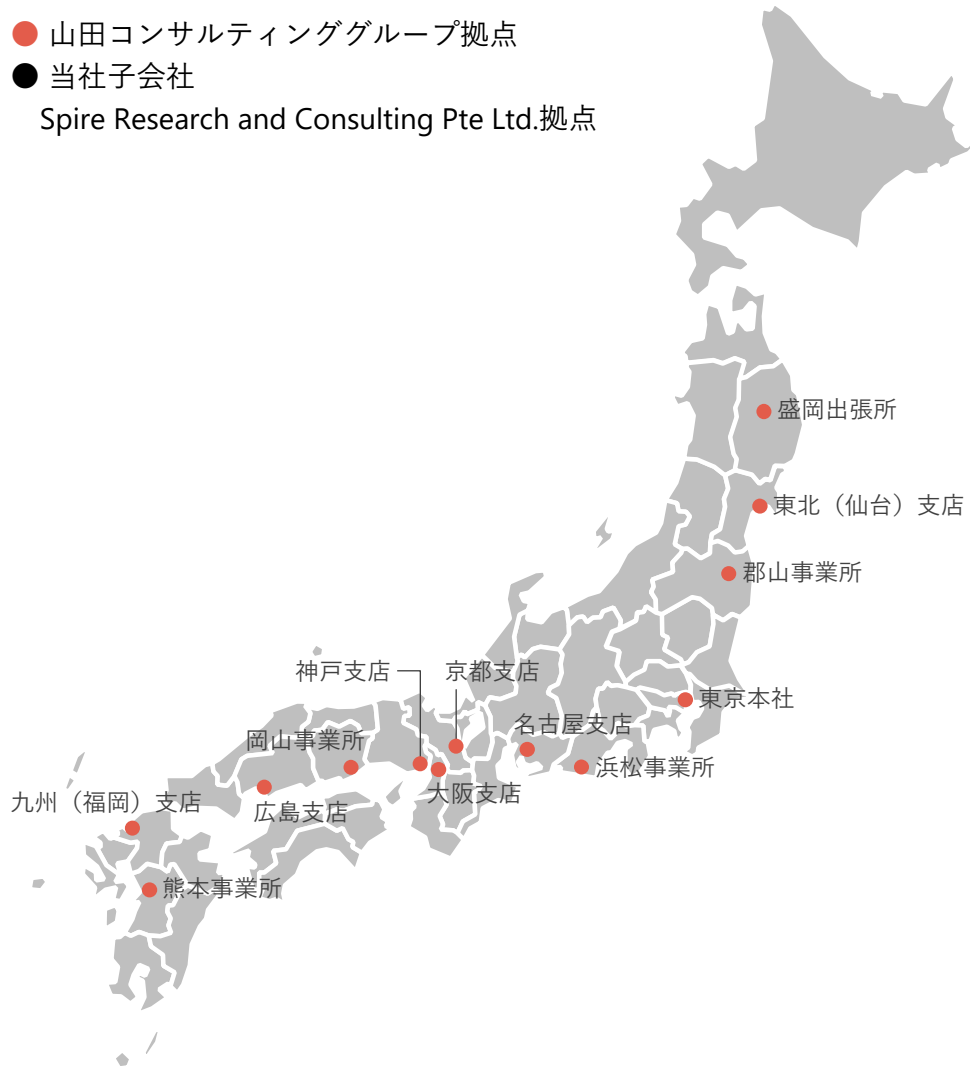 山田コンサルティンググループ拠点
当社子会社
Spire Research and Consulting Pte Ltd.拠点
盛岡出張所
東北（仙台）支店
郡山事業所
神戸支店
京都支店
東京本社
名古屋支店
岡山事業所
浜松事業所
大阪支店
九州（福岡）支店
広島支店
熊本事業所